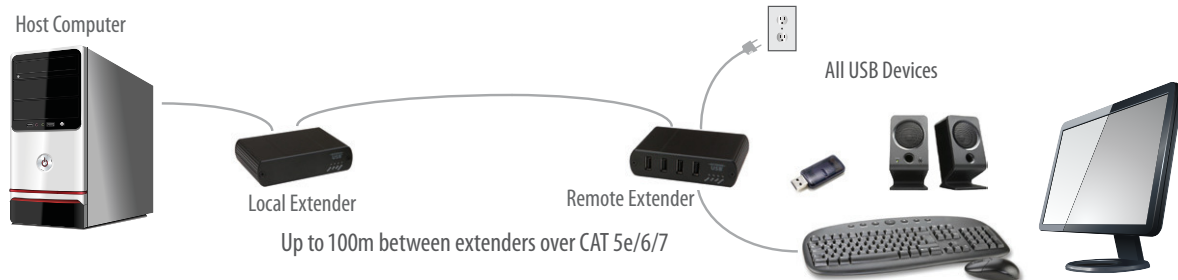 Host Computer
All USB Devices
Local Extender
Remote Extender
Up to 100m between extenders over CAT 5e/6/7